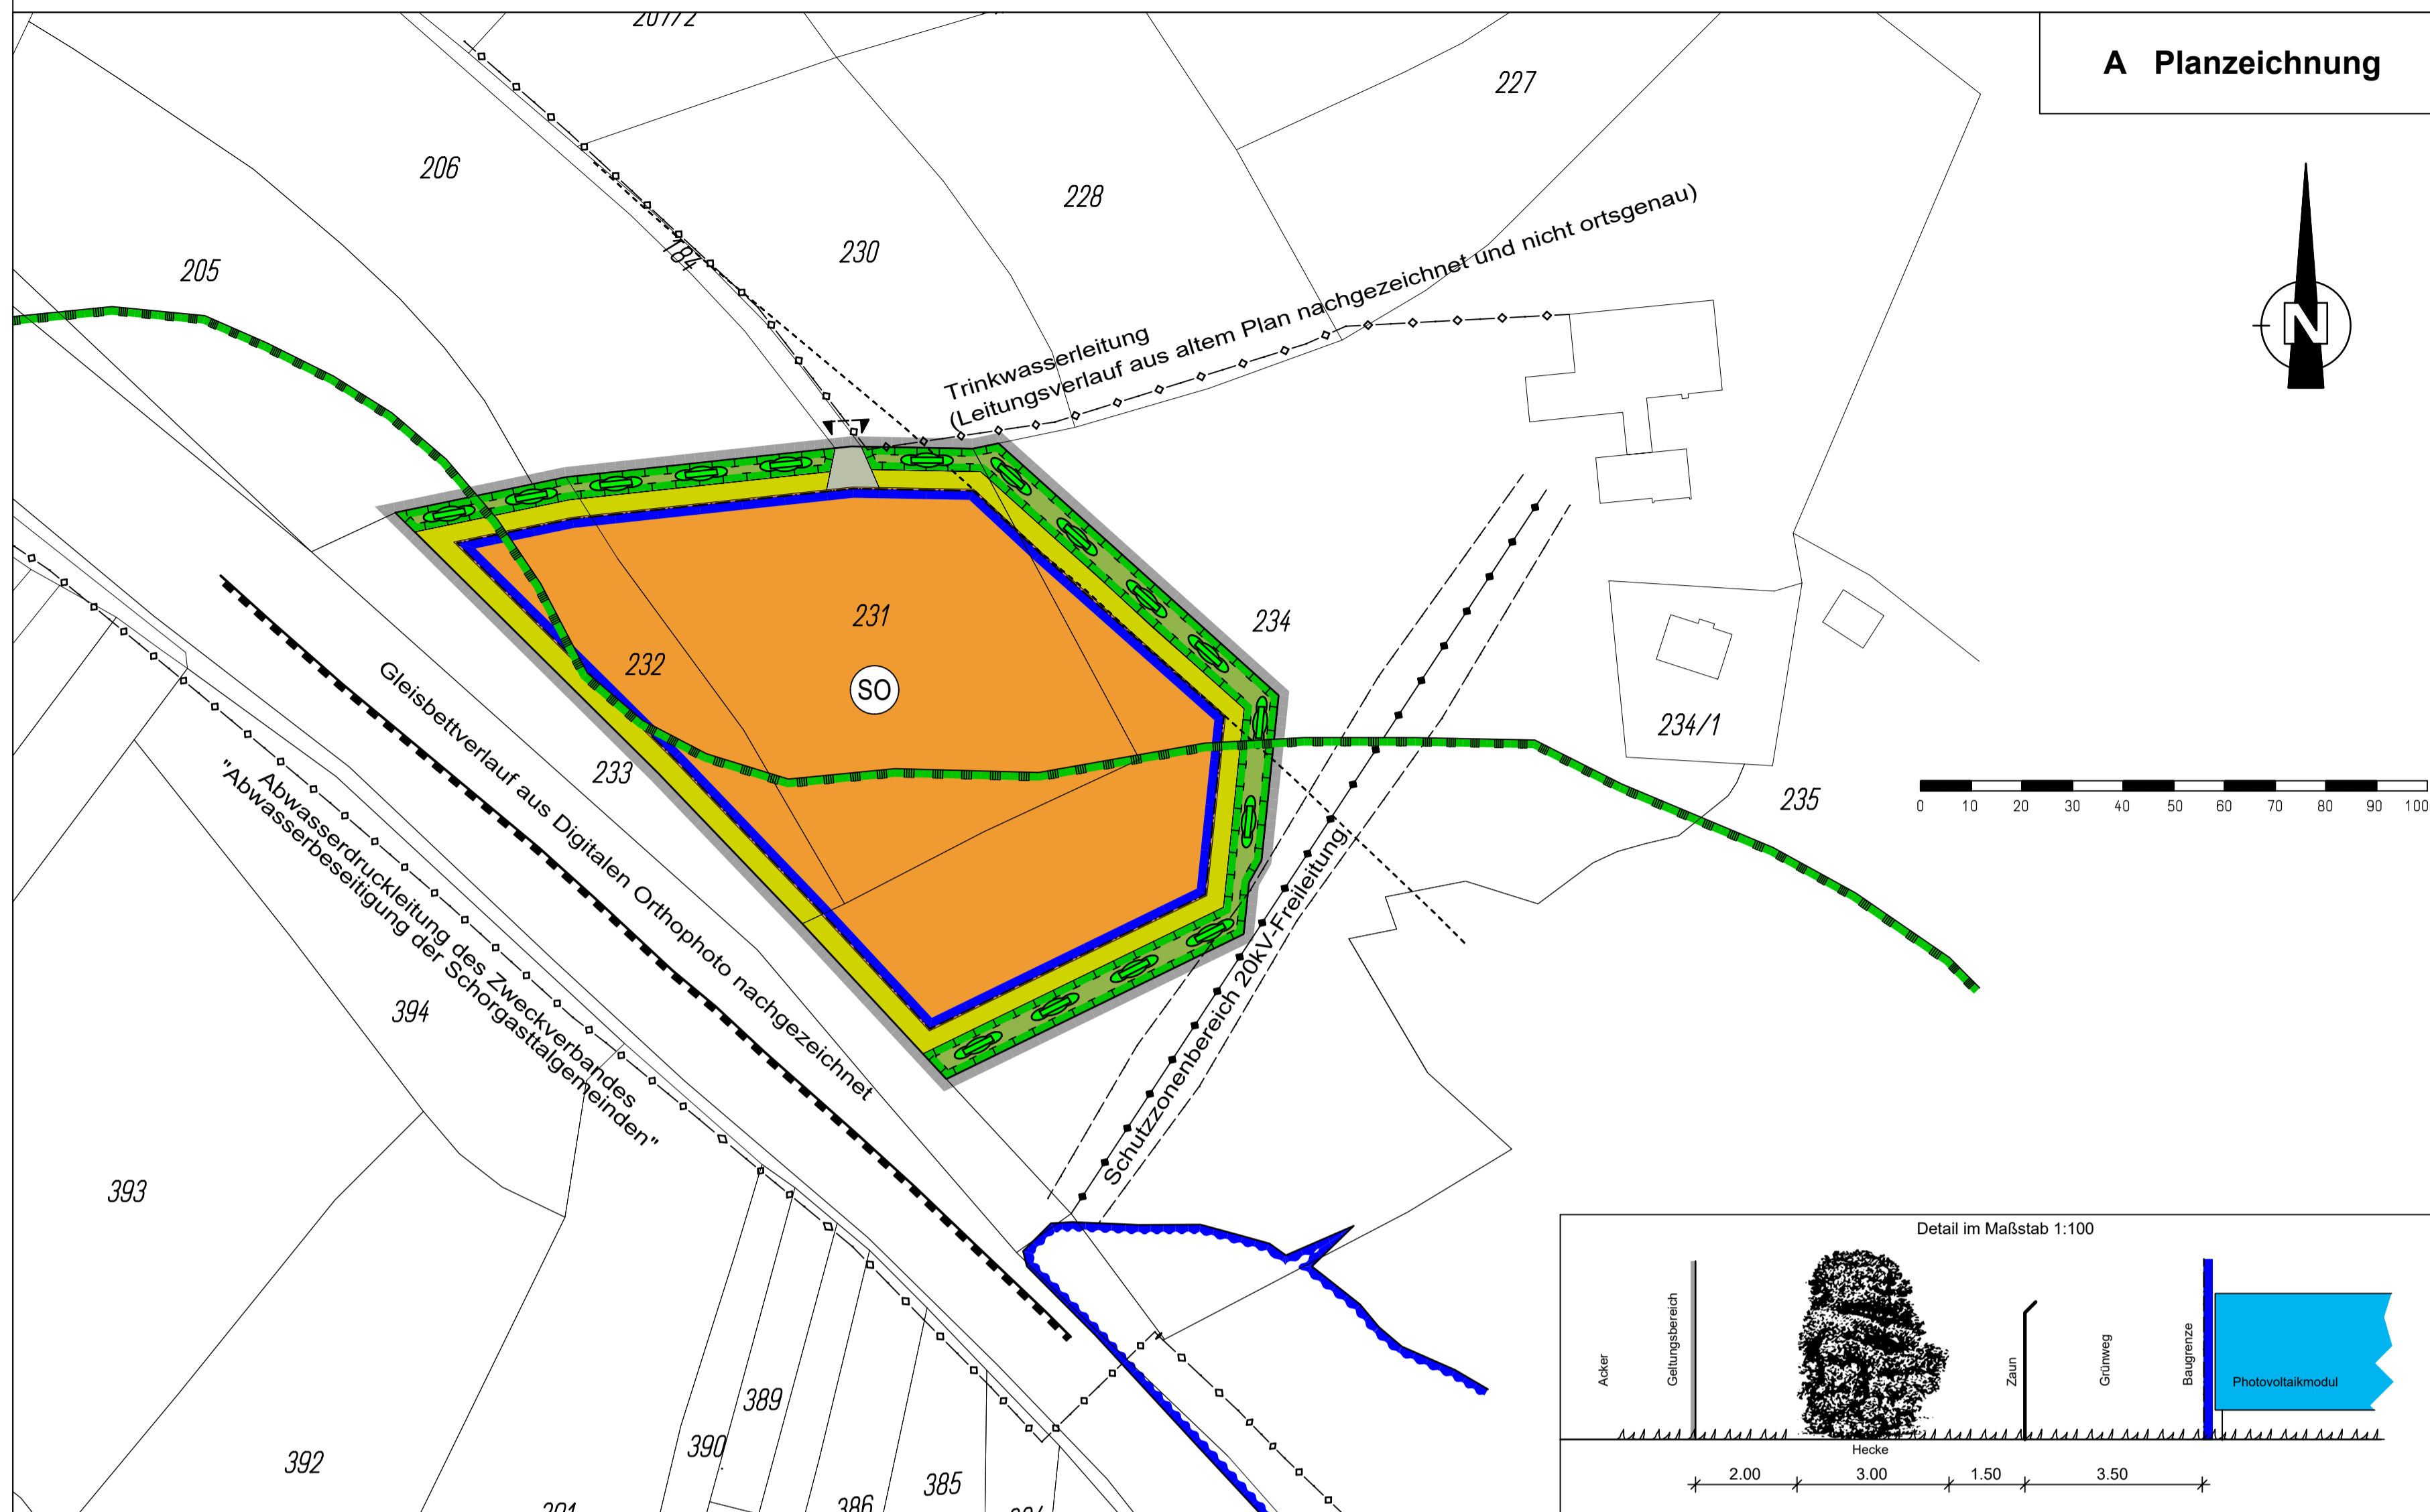 A Planzeichnung
207/2
227
206
228
184
230
205
Trinkwasserleitung
(Leitungsverlauf aus altem Plan nachgezeichnet und nicht ortsgenau)
N
231
234
232
SO
234/1
233
235
0 10 20 30 40 50 60 70 80 90 100
Gleisbettverlauf aus Digitalen Orthophoto nachgezeichnet
Abwasserdruckleitung des Zweckverbandes
"Abwasserbeseitigung der Schorgasttalgemeinden"
Schutzzonenbereich 20kV-Freileitung
394
393
392
389
390
386
385
Detail im Maßstab 1:100
Acker
Geltungsbereich
Zaun
Grünweg
Baugrenze
Photovoltaikmodul
Hecke
2.00 3.00 1.50 3.50